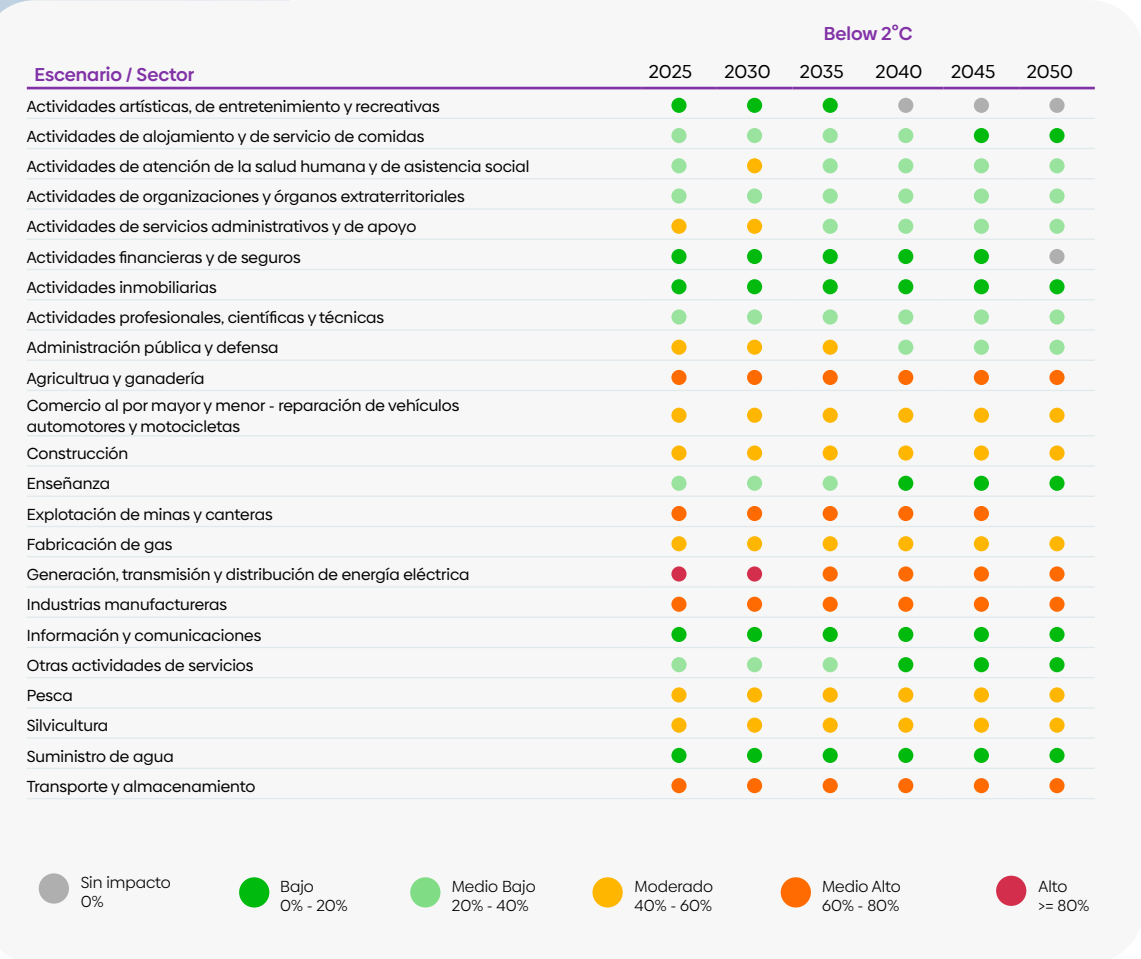 Below 2°C
Escenario / Sector 2025 2030 2035 2040 2045 2050
Actividades artísticas, de entretenimiento y recreativas
Actividades de alojamiento y de servicio de comidas
Actividades de atención de la salud humana y de asistencia social
Actividades de organizaciones y órganos extraterritoriales
Actividades de servicios administrativos y de apoyo
Actividades financieras y de seguros
Actividades inmobiliarias
Actividades profesionales, científicas y técnicas
Administración pública y defensa
Agricultrua y ganadería
Comercio al por mayor y menor - reparación de vehículos
automotores y motocicletas
Construcción
Enseñanza
Explotación de minas y canteras
Fabricación de gas
Generación, transmisión y distribución de energía eléctrica
Industrias manufactureras
Información y comunicaciones
Otras actividades de servicios
Pesca
Silvicultura
Suministro de agua
Transporte y almacenamiento
Sin impacto
0%
Bajo
0% - 20%
Medio Bajo
20% - 40%
Moderado
40% - 60%
Medio Alto
60% - 80%
Alto
>= 80%